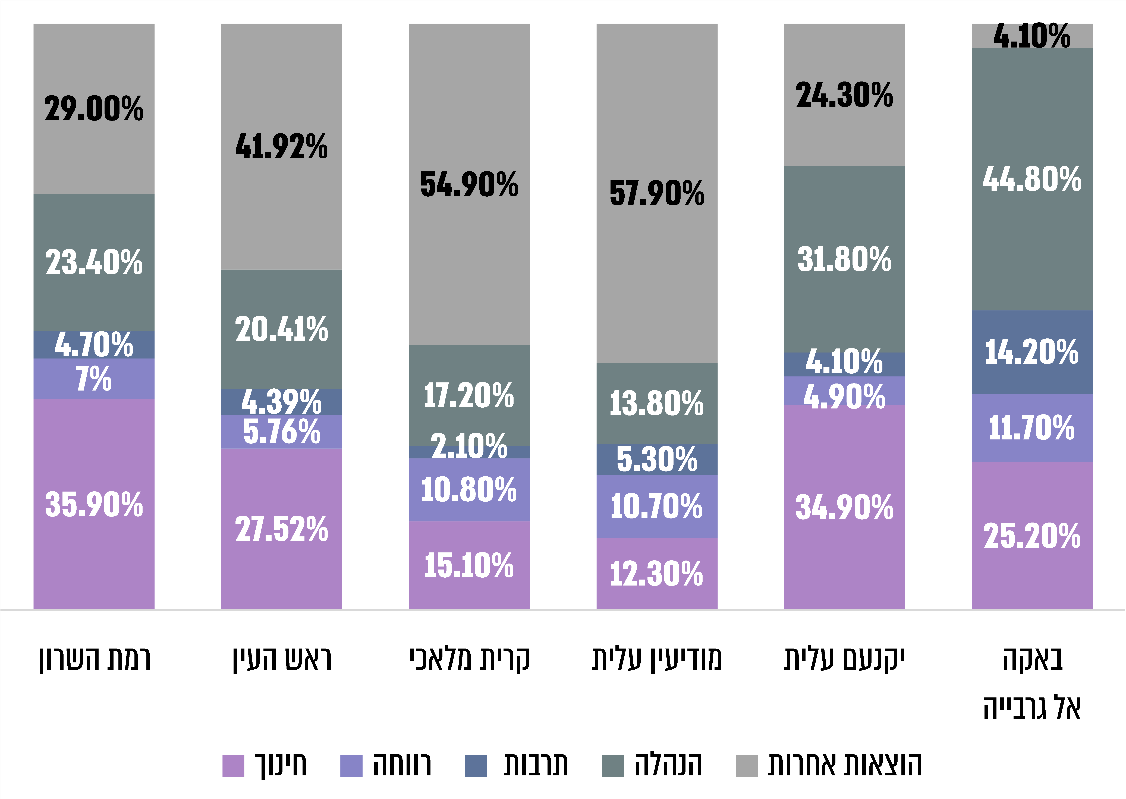 29.00%
23.40%
4.70%
7%
35.90%
41.92%
20.41%
4.39%
5.76%
27.52%
54.90%
17.20%
2.10%
10.80%
15.10%
57.90%
13.80%
5.30%
10.70%
12.30%
24.30%
31.80%
4.10%
4.90%
34.90%
4.10%
44.80%
14.20%
11.70%
25.20%
רמת השרון
ראש העין
קרית מלאכי
מודיעין עלית
יקנעם עלית
באקה
אל גרבייה
חינוך
רווחה
תרבות
הנהלה
הוצאות אחרות